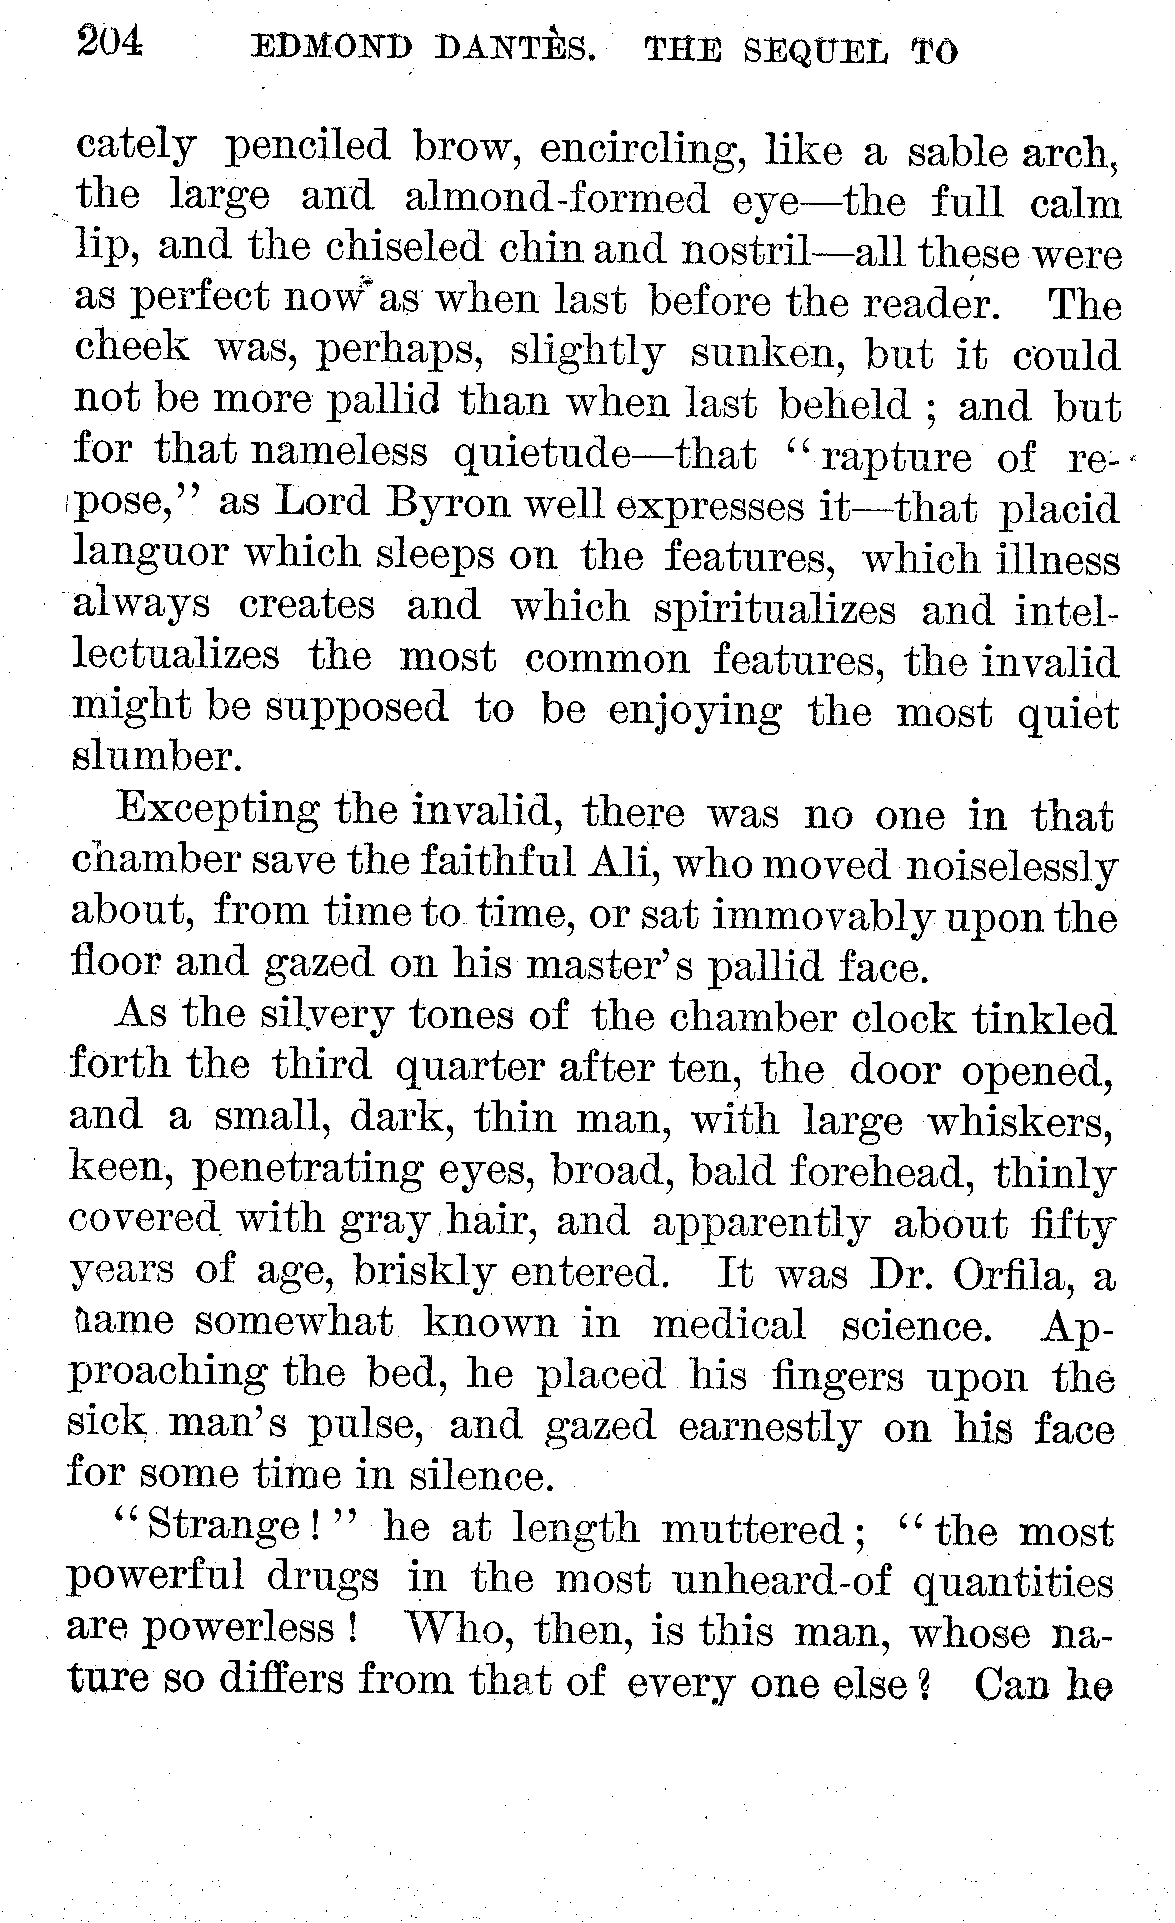 204 EDMOND DANTÈS. THE SEQUEL TO
cately penciled brow, encircling, like a sable arch,
the large and almond-formed eye—the full calm
lip, and the chiseled chin and nostril—all these were
as perfect now as when last before the reader. The
cheek was, perhaps, slightly sunken, but it could
not be more pallid than when last beheld ; and but
for that nameless quietude—that “rapture of re-
pose,” as Lord Byron well expresses it—that placid
languor which sleeps on the features, which illness
always creates and which spiritualizes and intel-
lectualizes the most common features, the invalid
might be supposed to be enjoying the most quiet
slumber.
Excepting the invalid, there was no one in that
chamber save the faithful Ali, who moved noiselessly
about, from time to time, or sat immovably upon the
floor and gazed on his master’s pallid face.
As the silvery tones of the chamber clock tinkled
forth the third quarter after ten, the door opened,
and a small, dark, thin man, with large whiskers,
keen, penetrating eyes, broad, bald forehead, thinly
covered with gray hair, and apparently about fifty
years of age, briskly entered. It was Dr. Orfila, a
name somewhat known in medical science. Ap-
proaching the bed, he placed his fingers upon the
sick man’s pulse, and gazed earnestly on his face
for some time in silence.
“Strange!” he at length muttered; “the most
powerful drugs in the most unheard-of quantities
are powerless! Who, then, is this man, whose na-
ture so differs from that of every one else? Can he